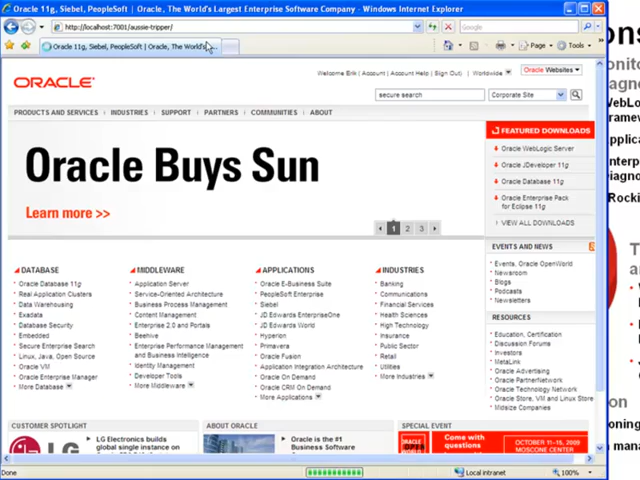 Oracle 11g, Siebel, PeopleSoft | Oracle, The World's Largest Enterprise Software Company - Windows Internet Explorer
http://localhost:7001/aussie-tripper/
Oracle 11g, Siebel, PeopleSoft | Oracle, The World's...
Page
Tools
ORACLE
Welcome Erik | Account | Account Help | Sign Out | Worldwide
Oracle Websites
secure search
Corporate Site
PRODUCTS AND SERVICES
INDUSTRIES
SUPPORT
PARTNERS
COMMUNITIES
ABOUT
Oracle Buys Sun
Learn more >>
1
2
3
FEATURED DOWNLOADS
Oracle WebLogic Server
Oracle JDeveloper 11g
Oracle Database 11g
Oracle Enterprise Pack
for Eclipse 11g
VIEW ALL DOWNLOADS
EVENTS AND NEWS
Events, Oracle OpenWorld
Newsroom
Blogs
Podcasts
Newsletters
RESOURCES
Education, Certification
Discussion Forums
Investors
MetaLink
Oracle Advertising
Oracle PartnerNetwork
Oracle Technology Network
Oracle Store, VM and Linux Store
Midsize Companies
DATABASE
Oracle Database 11g
Real Application Clusters
Data Warehousing
Exadata
Database Security
Embedded
Secure Enterprise Search
Linux, Java, Open Source
Oracle VM
Oracle Enterprise Manager
More Database
MIDDLEWARE
Application Server
Service-Oriented Architecture
Business Process Management
Content Management
Enterprise 2.0 and Portals
Beehive
Enterprise Performance Management
and Business Intelligence
Identity Management
Developer Tools
More Middleware
APPLICATIONS
Oracle E-Business Suite
PeopleSoft Enterprise
Siebel
JD Edwards EnterpriseOne
JD Edwards World
Hyperion
Primavera
Oracle Fusion
Application Integration Architecture
Oracle On Demand
Oracle CRM On Demand
More Applications
INDUSTRIES
Banking
Communications
Financial Services
Health Sciences
High Technology
Insurance
Public Sector
Retail
Utilities
More Industries
CUSTOMER SPOTLIGHT
LG
LG Electronics builds
global single instance/
ABOUT ORACLE
Oracle is the #1
Business Software
SPECIAL EVENT
Come with
questions
OCTOBER 11-15, 2009
MOSCONE CENTER
Done
Local intranet
100%